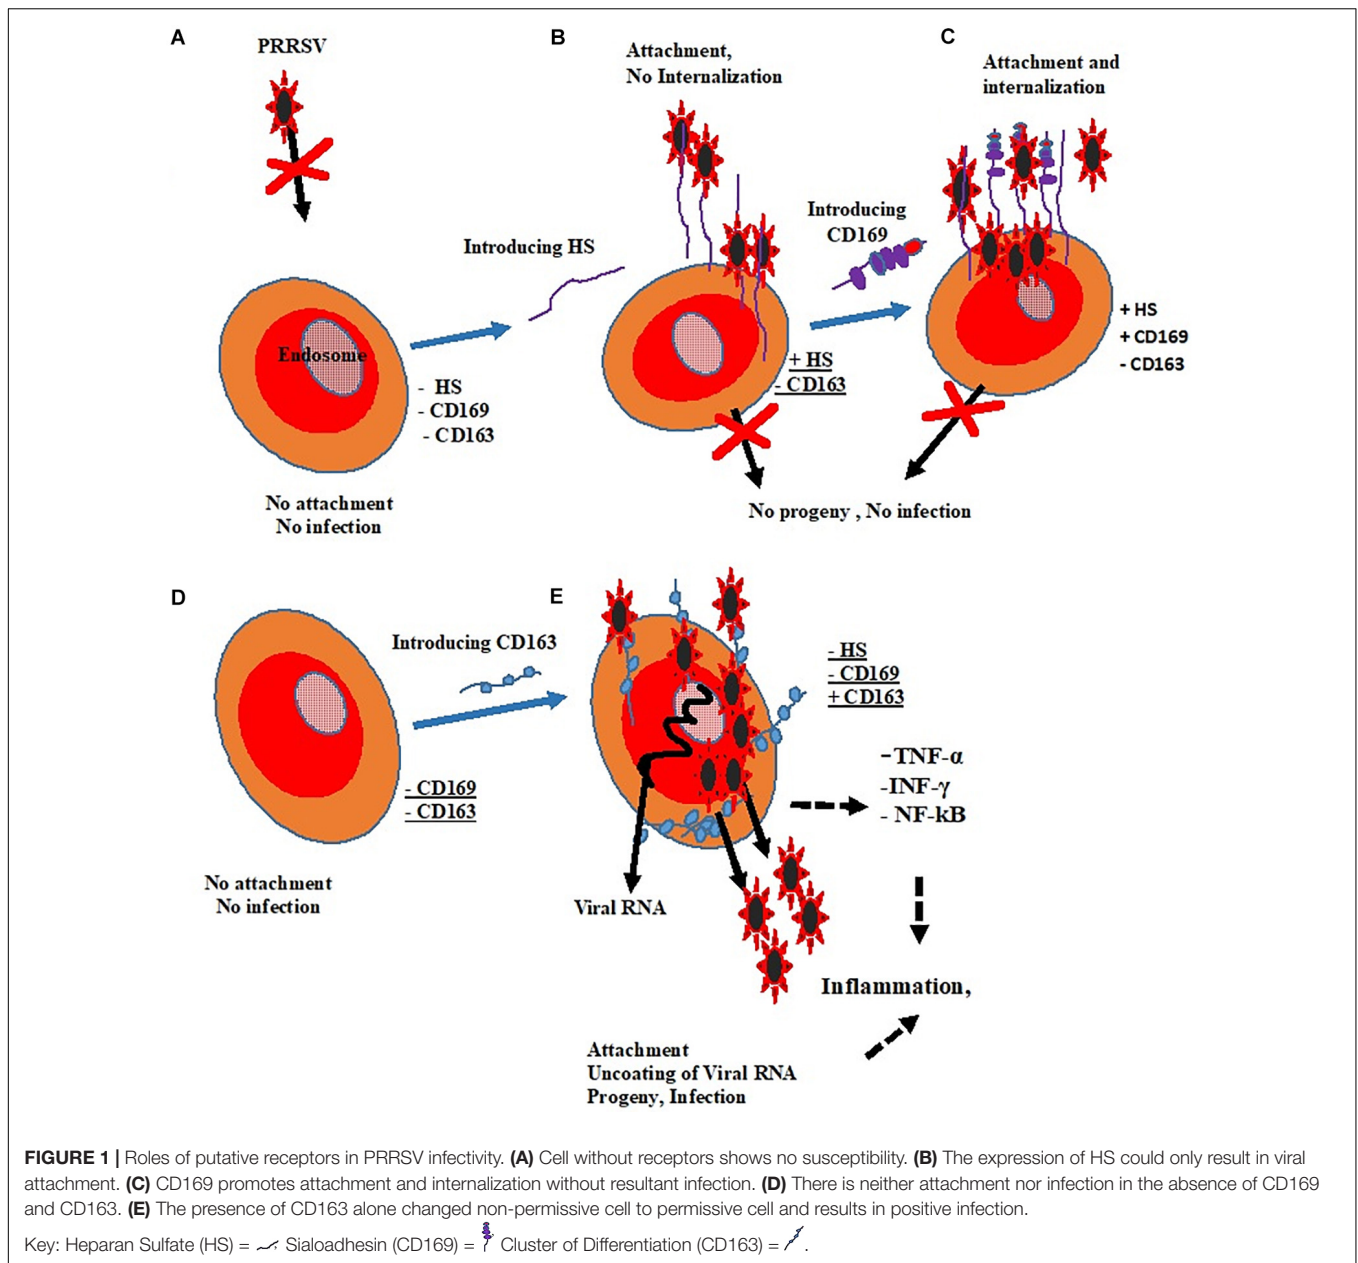 A
PRRSV
Endosome
- HS
- CD169
- CD163
No attachment
No infection
Introducing HS
B
Attachment,
No Internalization
+ HS
- CD163
Introducing
CD169
C
Attachment and
internalization
+ HS
+ CD169
- CD163
No progeny , No infection
D
- CD169
- CD163
No attachment
No infection
Introducing CD163
E
- HS
- CD169
+ CD163
-TNF-α
-INF-γ
- NF-kB
Viral RNA
Inflammation,
Attachment
Uncoating of Viral RNA
Progeny, Infection
FIGURE 1 | Roles of putative receptors in PRRSV infectivity. (A) Cell without receptors shows no susceptibility. (B) The expression of HS could only result in viral
attachment. (C) CD169 promotes attachment and internalization without resultant infection. (D) There is neither attachment nor infection in the absence of CD169
and CD163. (E) The presence of CD163 alone changed non-permissive cell to permissive cell and results in positive infection.
Key: Heparan Sulfate (HS) = ; Sialoadhesin (CD169) = Cluster of Differentiation (CD163) = .